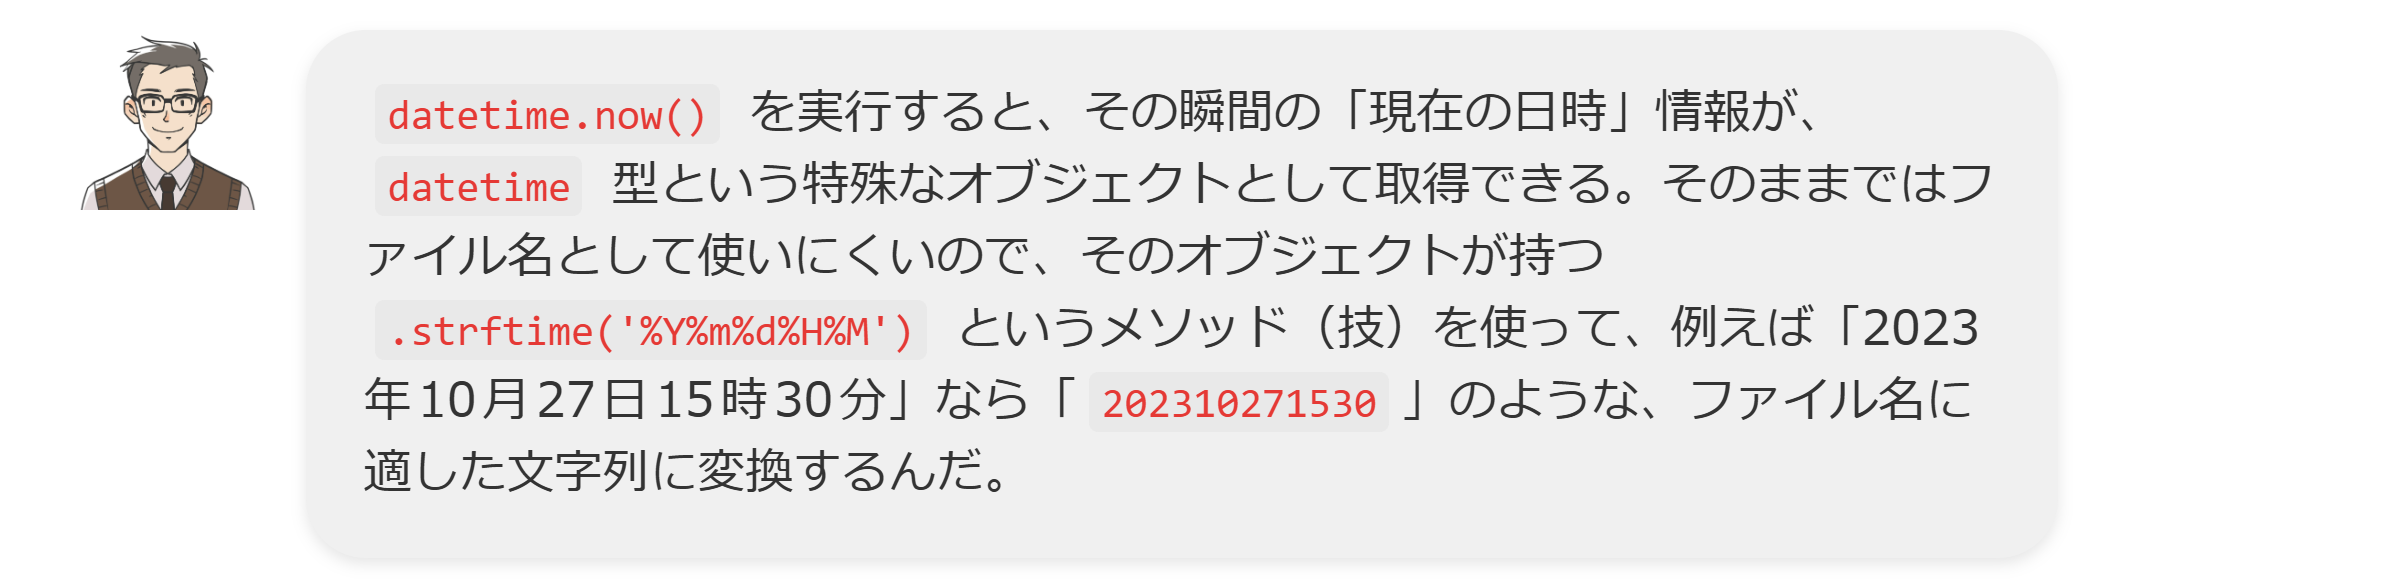 datetime.now() を実行すると、その瞬間の「現在の日時」情報が、
datetime 型という特殊なオブジェクトとして取得できる。そのままではフ
ァイル名として使いにくいので、そのオブジェクトが持つ
.strftime('%Y%m%d%H%M') というメソッド（技）を使って、例えば「2023
年10月27日15時30分」なら「 202310271530 」のような、ファイル名に
適した文字列に変換するんだ。